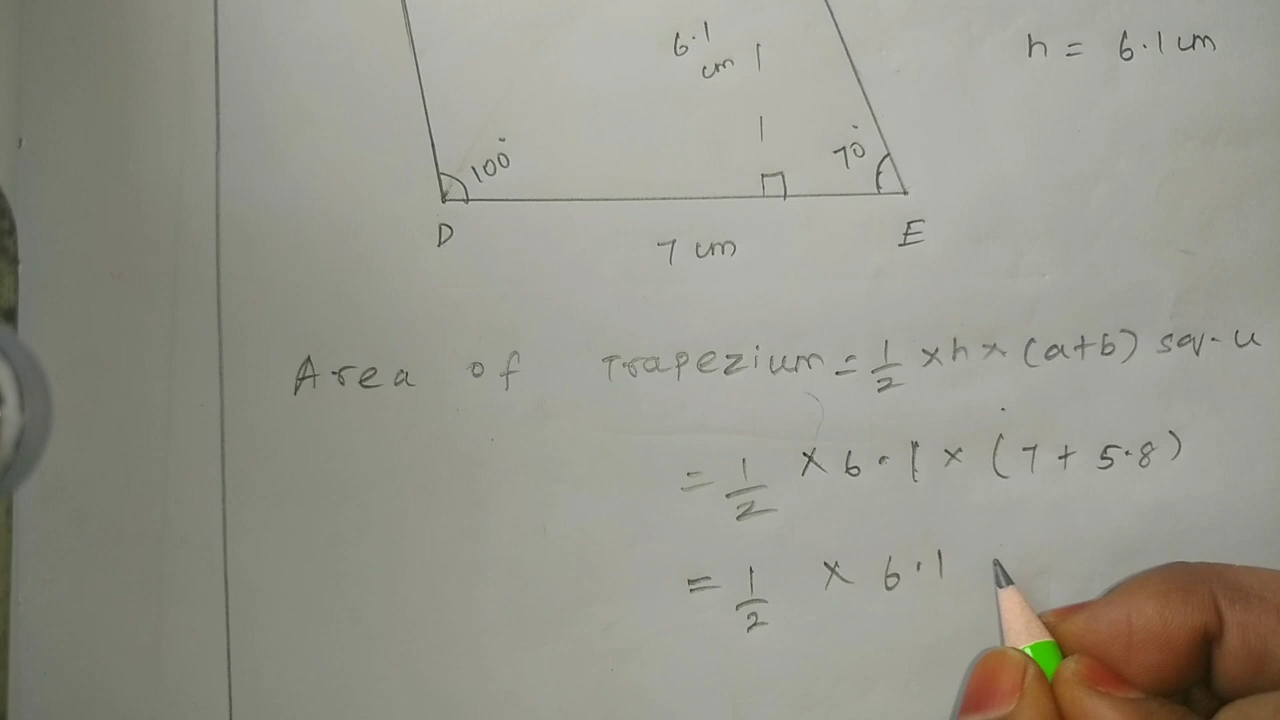 6.1
cm
h = 6.1 cm
100°
70°
D
7 cm
E
Area of Trapezium = 1/2 × h × (a+b) sq. u
= 1/2 × 6.1 × (7 + 5.8)
= 1/2 × 6.1